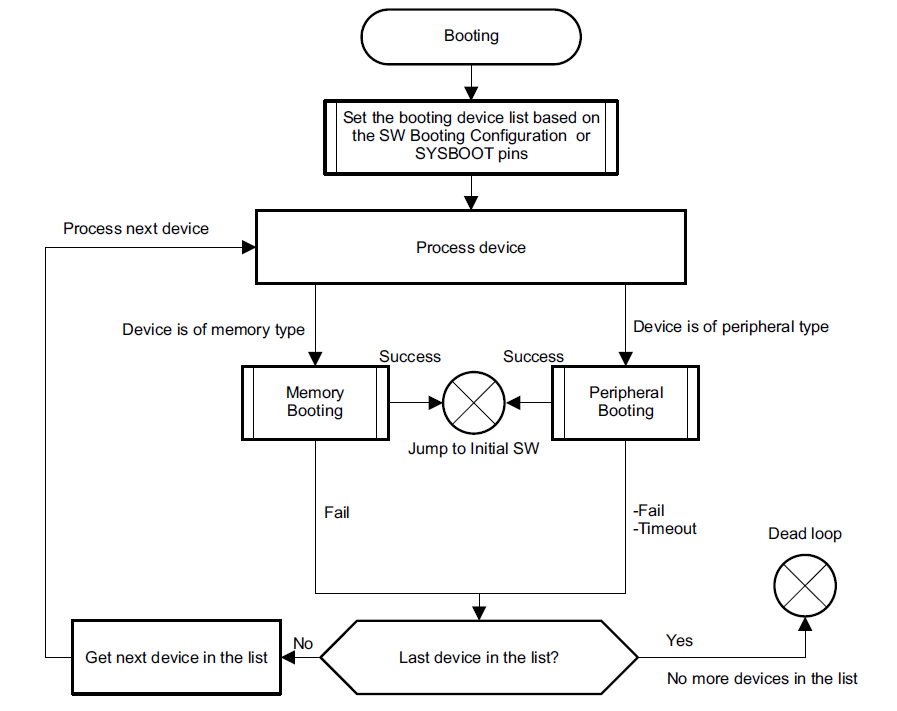 Booting
Set the booting device list based on
the SW Booting Configuration or
SYSBOOT pins
Process next device
Process device
Device is of memory type
Device is of peripheral type
Success
Success
Memory
Booting
Peripheral
Booting
Jump to Initial SW
Fail
-Fail
-Timeout
Dead loop
Get next device in the list
No
Last device in the list?
Yes
No more devices in the list